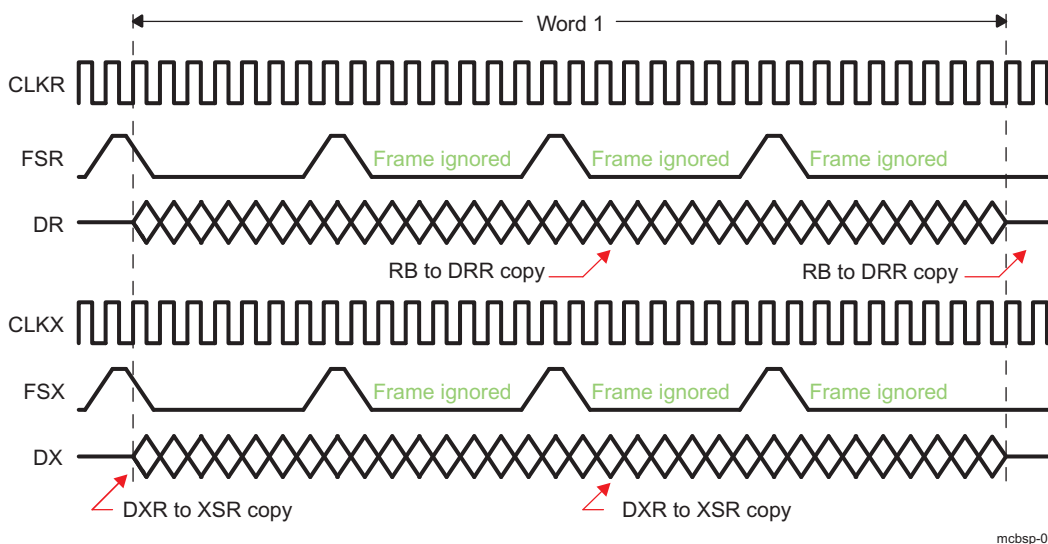 Word 1
CLKR
FSR
Frame ignored Frame ignored Frame ignored
DR
RB to DRR copy RB to DRR copy
CLKX
FSX
Frame ignored Frame ignored Frame ignored
DX
DXR to XSR copy DXR to XSR copy
mcbsp-0